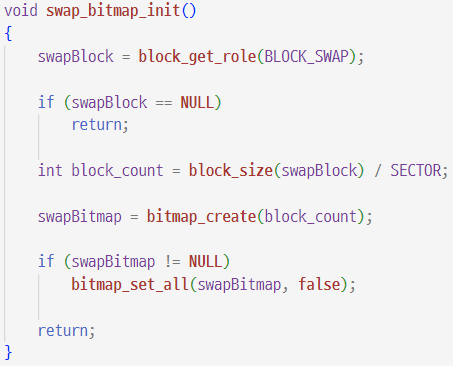 void swap_bitmap_init()
{
    swapBlock = block_get_role(BLOCK_SWAP);
    if (swapBlock == NULL)
        return;
    int block_count = block_size(swapBlock) / SECTOR;
    swapBitmap = bitmap_create(block_count);
    if (swapBitmap != NULL)
        bitmap_set_all(swapBitmap, false);
    return;
}